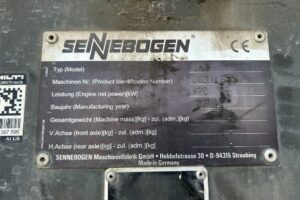 SENNEBOGEN
CE
Typ (Model)
Maschinen Nr. (Product Identification Number)
Leistung (Engine net power)(kW)
Baujahr (Manufacturing year)
Gesamtgewicht (Machine mass)[kg] - zul. (adm.)[kg]
V.Achse (front axle)[kg] - zul. (adm.)[kg]
H.Achse (rear axle)[kg] - zul. (adm.)[kg]
SENNEBOGEN Maschinenfabrik GmbH • Hebbelstrasse 30 • D-94315 Straubing
Made in Germany